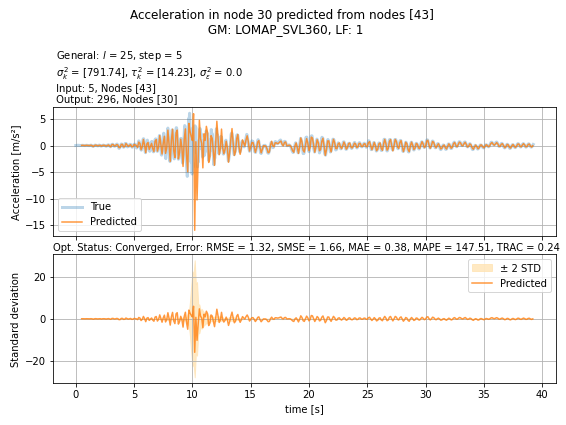 Acceleration in node 30 predicted from nodes [43]
GM: LOMAP_SVL360, LF: 1
General: l = 25, step = 5
σ²ₖ = [791.74], τ²ₖ = [14.23], σ²ε = 0.0
Input: 5, Nodes [43]
Output: 296, Nodes [30]
Acceleration [m/s²]
5
0
−5
−10
−15
True
Predicted
Opt. Status: Converged, Error: RMSE = 1.32, SMSE = 1.66, MAE = 0.38, MAPE = 147.51, TRAC = 0.24
Standard deviation
20
0
−20
± 2 STD
Predicted
0 5 10 15 20 25 30 35 40
time [s]